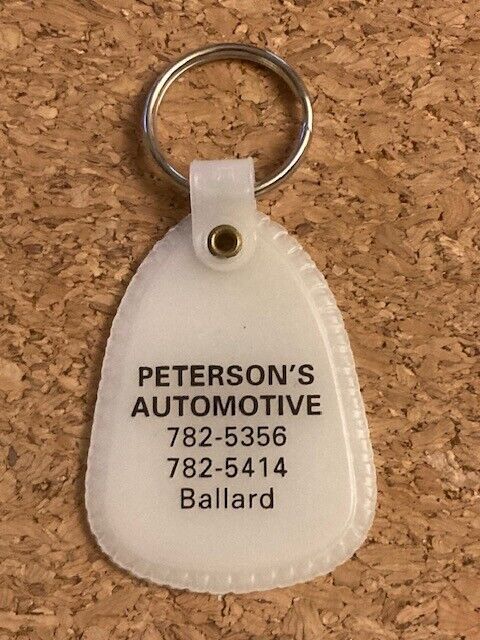 PETERSON'S
AUTOMOTIVE
782-5356
782-5414
Ballard